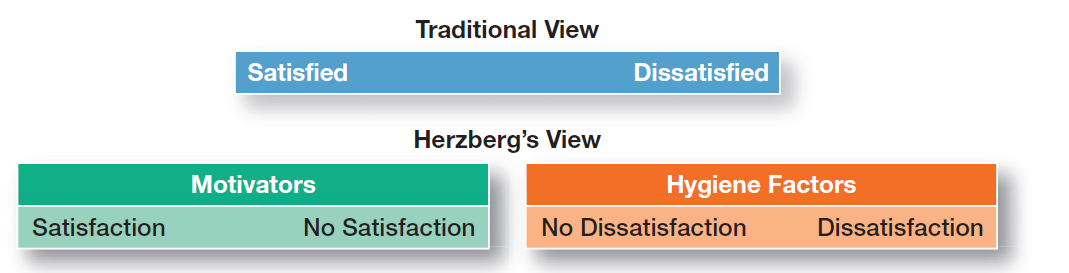 Traditional View
Satisfied Dissatisfied
Herzberg's View
Motivators Hygiene Factors
Satisfaction No Satisfaction No Dissatisfaction Dissatisfaction